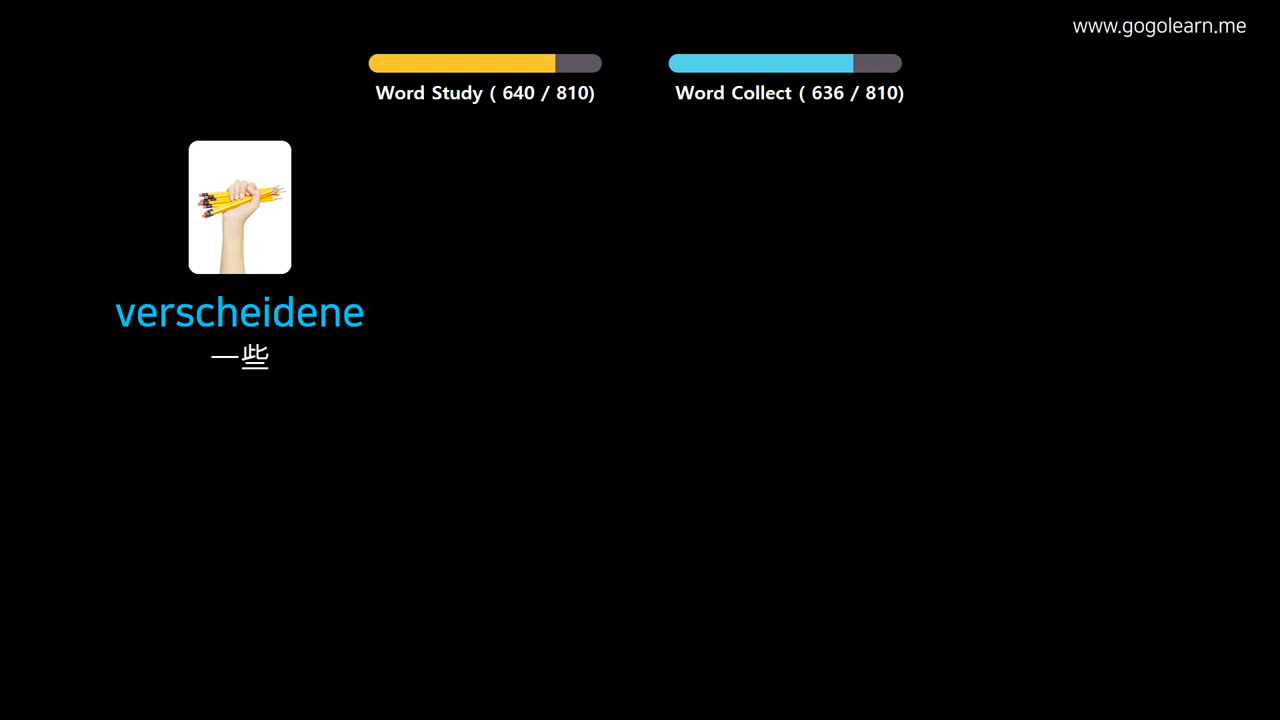 www.gogolearn.me
Word Study ( 640 / 810)
Word Collect ( 636 / 810)
verscheidene
一些